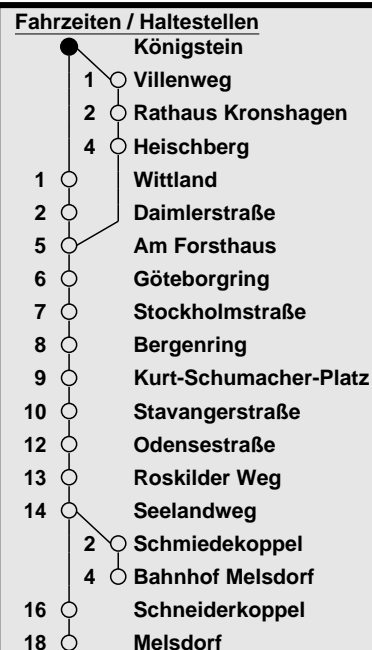 Fahrzeiten / Haltestellen
Königstein
1 Villenweg
2 Rathaus Kronshagen
4 Heischberg
1 Wittland
2 Daimlerstraße
5 Am Forsthaus
6 Göteborgring
7 Stockholmstraße
8 Bergenring
9 Kurt-Schumacher-Platz
10 Stavangerstraße
12 Odensestraße
13 Roskilder Weg
14 Seelandweg
2 Schmiedekoppel
4 Bahnhof Melsdorf
16 Schneiderkoppel
18 Melsdorf